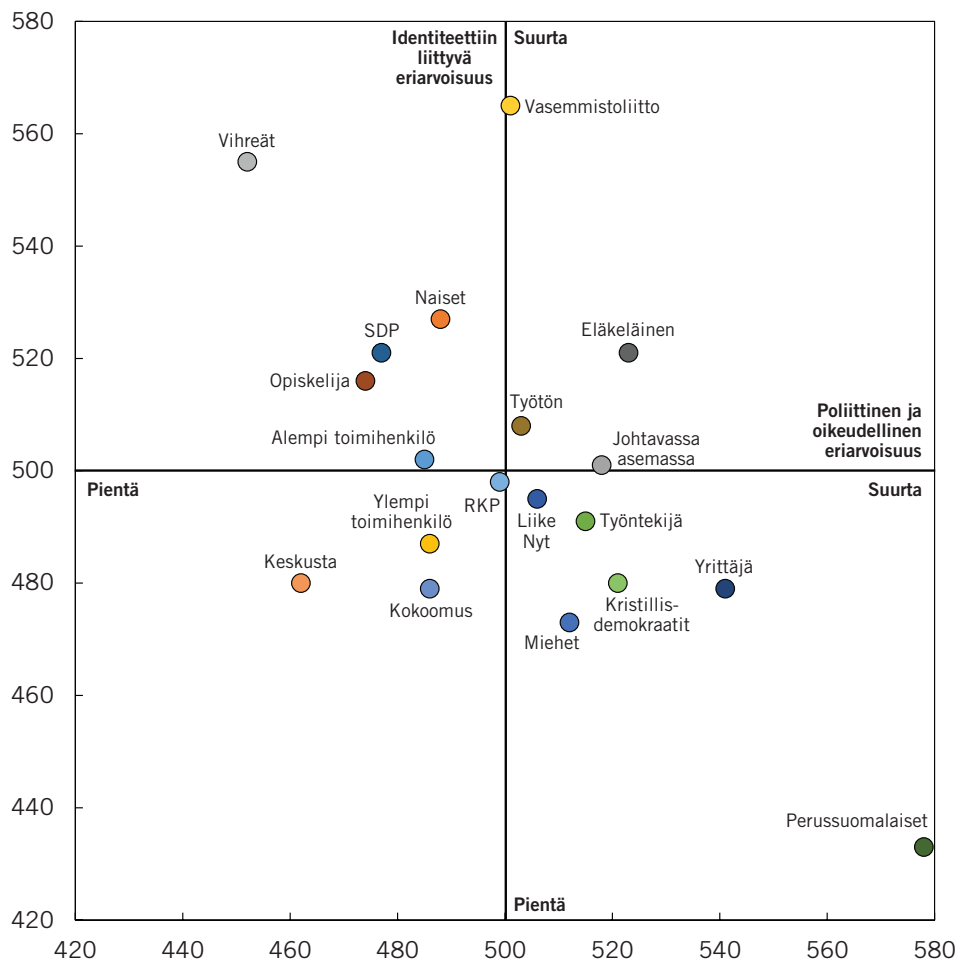 580
Identiteettiin
liittyvä
eriarvoisuus
Suurta
Vasemmistoliitto
560
Vihreät
540
Naiset
SDP
Eläkeläinen
520
Opiskelija
Työtön
Alempi toimihenkilö
Johtavassa
asemassa
Poliittinen ja
oikeudellinen
eriarvoisuus
500
Pientä
Suurta
RKP
Ylempi
toimihenkilö
Liike
Nyt
Työntekijä
Keskusta
Yrittäjä
480
Kokoomus
Kristillis-
demokraatit
Miehet
460
440
Perussuomalaiset
Pientä
420
420 440 460 480 500 520 540 560 580